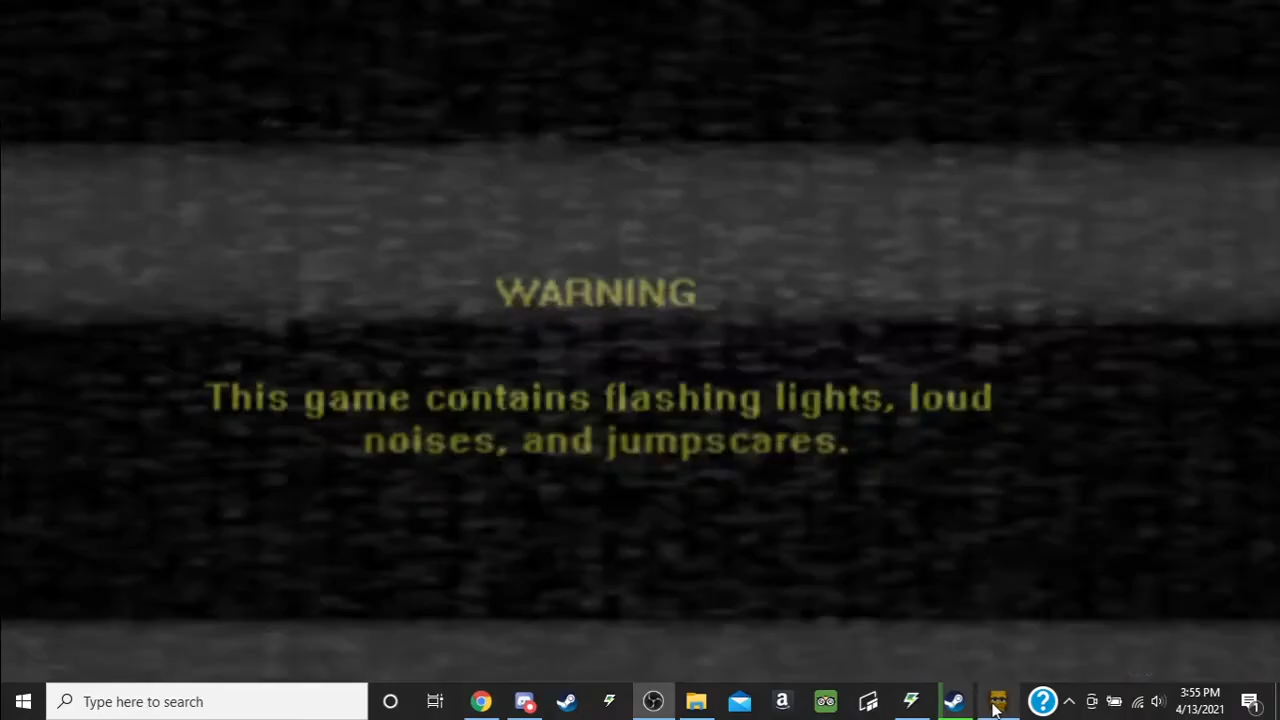 WARNING
This game contains flashing lights, loud
noises, and jumpscares.
Type here to search
3:55 PM
4/13/2021
1